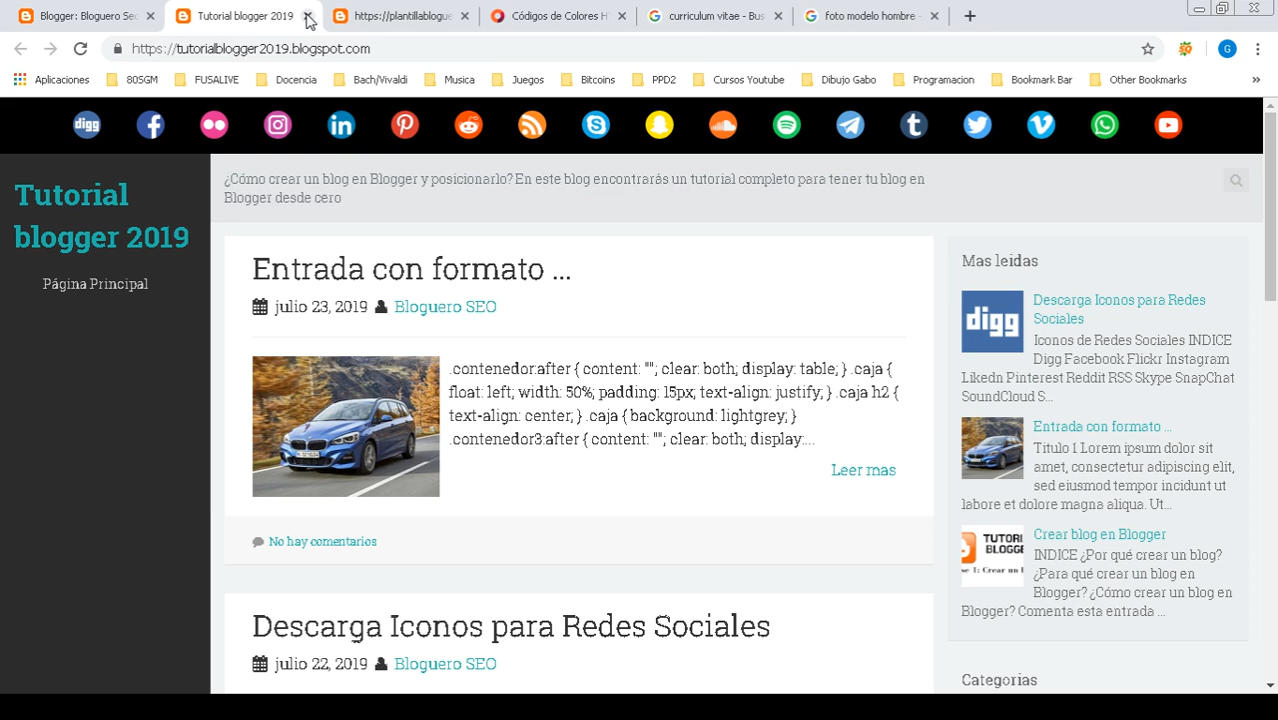 Blogger: Bloguero Seo
Tutorial blogger 2019
https://plantillablogue
Códigos de Colores H
curriculum vitae - Bus
foto modelo hombre -
https://tutorialblogger2019.blogspot.com
G
Aplicaciones
80SGM
FUSALIVE
Docencia
Bach/Vivaldi
Musica
Juegos
Bitcoins
PPD2
Cursos Youtube
Dibujo Gabo
Programacion
Bookmark Bar
Other Bookmarks
digg
Tutorial
blogger 2019
Página Principal
¿Cómo crear un blog en Blogger y posicionarlo? En este blog encontrarás un tutorial completo para tener tu blog en
Blogger desde cero
Entrada con formato ...
julio 23, 2019 Bloguero SEO
.contenedor:after { content: ""; clear: both; display: table; } .caja {
float: left; width: 50%; padding: 15px; text-align: justify; } .caja h2 {
text-align: center; } .caja { background: lightgrey; }
.contenedor3:after { content: ""; clear: both; display:...
Leer mas
No hay comentarios
Descarga Iconos para Redes Sociales
julio 22, 2019 Bloguero SEO
Mas leidas
digg
Descarga Iconos para Redes
Sociales
Iconos de Redes Sociales INDICE
Digg Facebook Flickr Instagram
Likedn Pinterest Reddit RSS Skype SnapChat
SoundCloud S...
Entrada con formato ...
Titulo 1 Lorem ipsum dolor sit
amet, consectetur adipiscing elit,
sed eiusmod tempor incidunt ut
labore et dolore magna aliqua. Ut...
TUTOR
BLOGGE
se 1: Crear un
Crear blog en Blogger
INDICE ¿Por qué crear un blog?
¿Para qué crear un blog en
Blogger? ¿Cómo crear un blog en
Blogger? Comenta esta entrada ...
Categorias